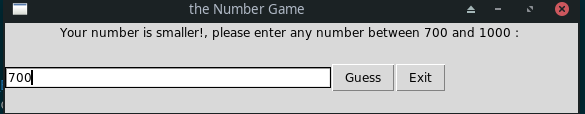 the Number Game
Your number is smaller!, please enter any number between 700 and 1000 :
700
Guess
Exit